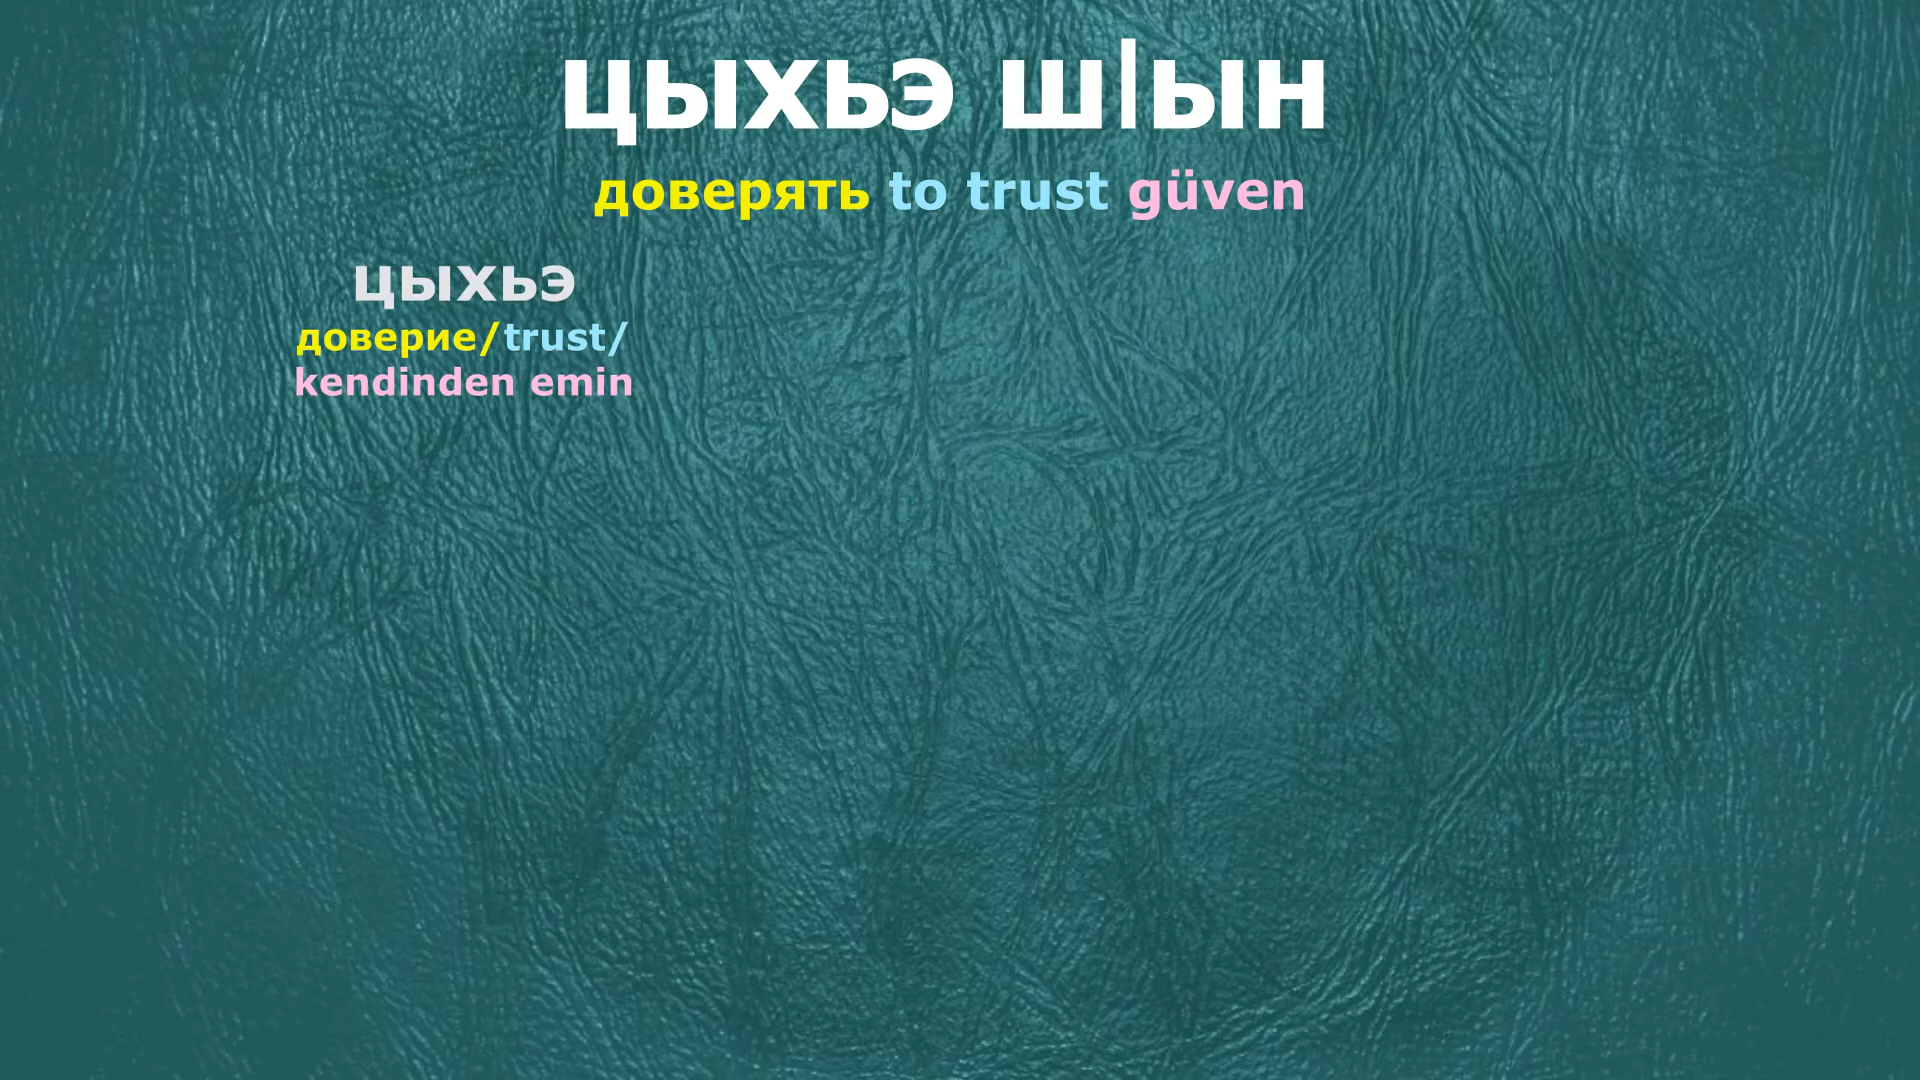 цыхьэ шӏын
доверять to trust güven
цыхьэ
доверие/trust/
kendinden emin